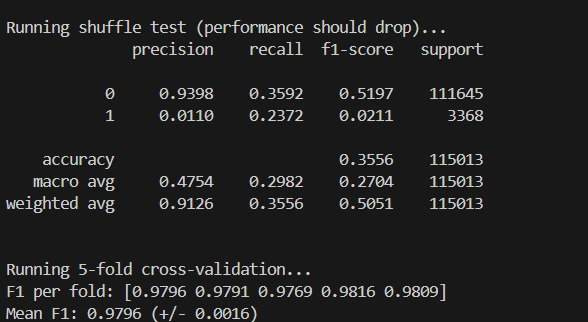 Running shuffle test (performance should drop)...
precision recall f1-score support
0 0.9398 0.3592 0.5197 111645
1 0.0110 0.2372 0.0211 3368
accuracy 0.3556 115013
macro avg 0.4754 0.2982 0.2704 115013
weighted avg 0.9126 0.3556 0.5051 115013
Running 5-fold cross-validation...
F1 per fold: [0.9796 0.9791 0.9769 0.9816 0.9809]
Mean F1: 0.9796 (+/- 0.0016)